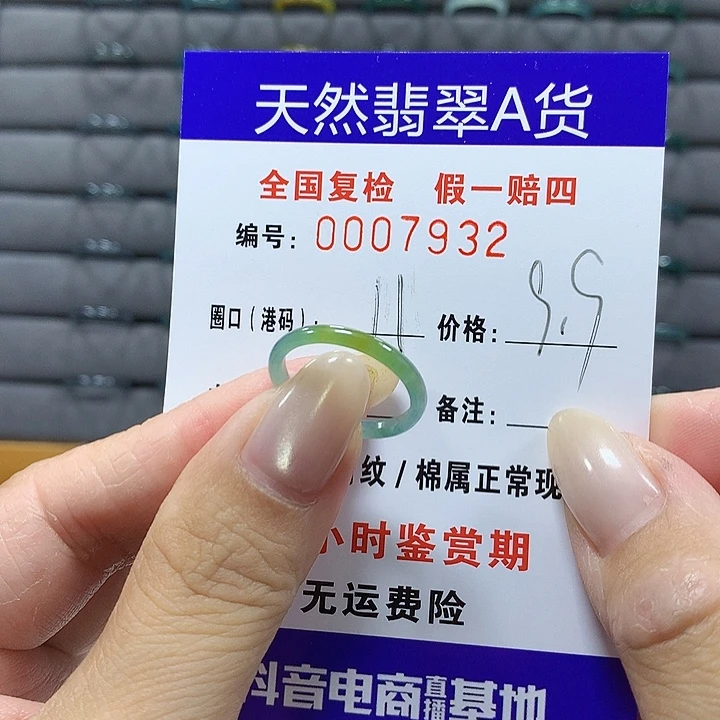 天然翡翠A货
全国复检 假一赔四
编号: 0007932
圈口(港码): 11 价格: 9.9
备注:
纹/棉属正常现
小时鉴赏期
无运费险
抖音电商直播基地